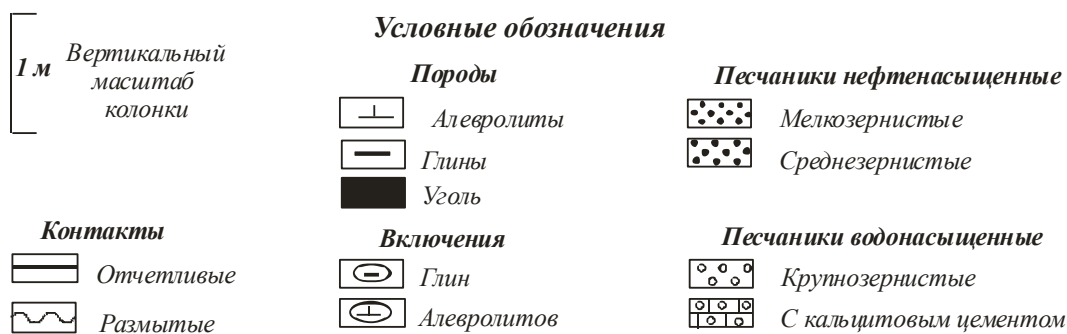 Условные обозначения
1 м
Вертикальный
масштаб
колонки
Породы
Алевролиты
Глины
Уголь
Песчаники нефтенасыщенные
Мелкозернистые
Среднезернистые
Контакты
Отчетливые
Размытые
Включения
Глин
Алевролитов
Песчаники водонасыщенные
Крупнозернистые
С кальцитовым цементом